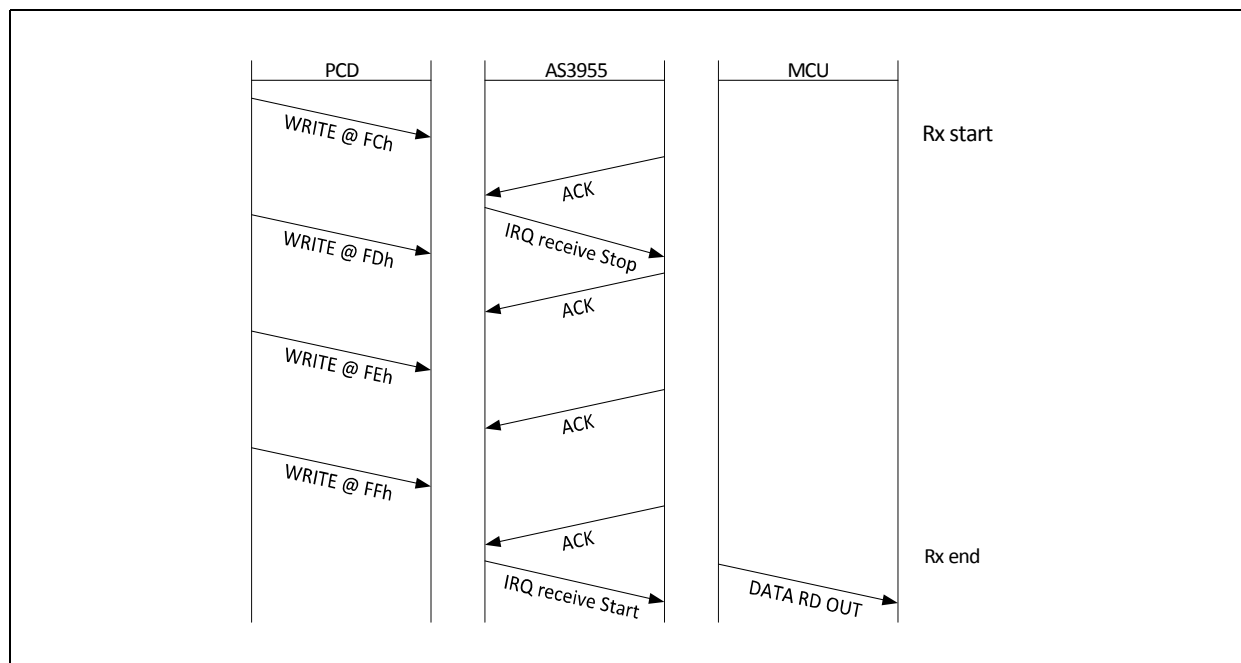 PCD AS3955 MCU
WRITE @ FCh
Rx start
ACK
WRITE @ FDh
IRQ receive Stop
ACK
WRITE @ FEh
ACK
WRITE @ FFh
ACK
Rx end
IRQ receive Start
DATA RD OUT